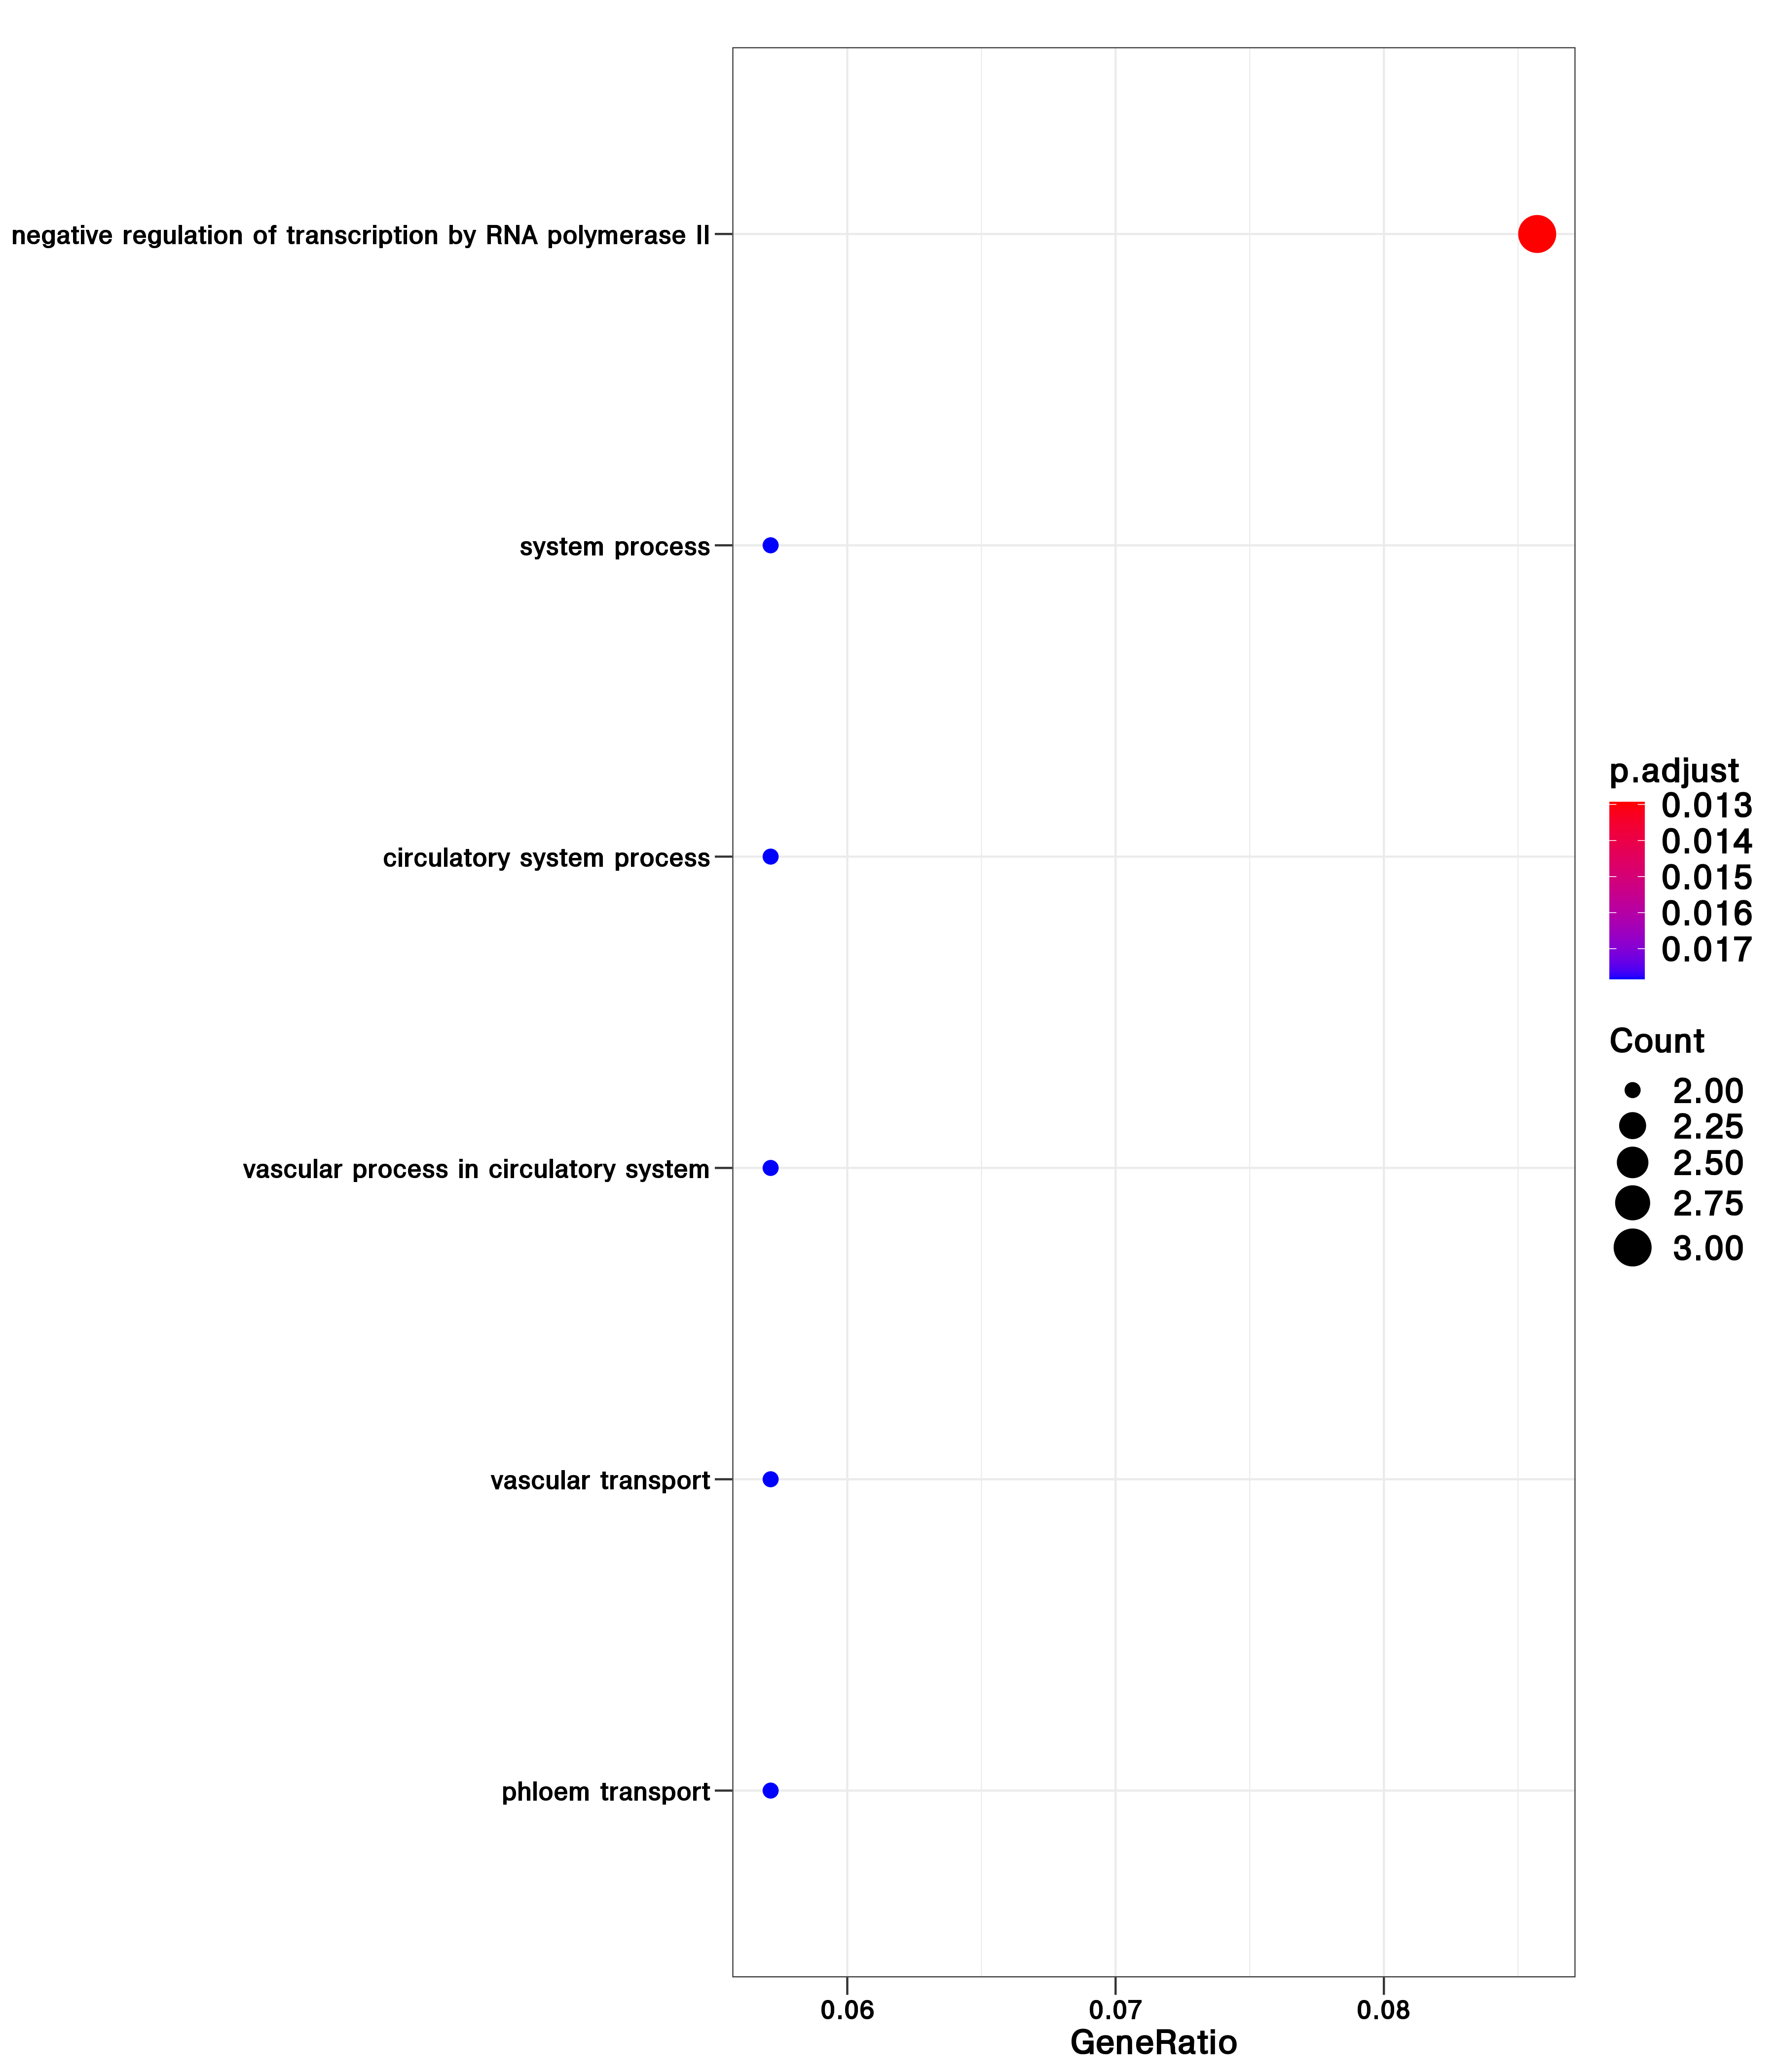 negative regulation of transcription by RNA polymerase II
system process
circulatory system process
vascular process in circulatory system
vascular transport
phloem transport
0.06 0.07 0.08
GeneRatio
p.adjust
0.013
0.014
0.015
0.016
0.017
Count
2.00
2.25
2.50
2.75
3.00